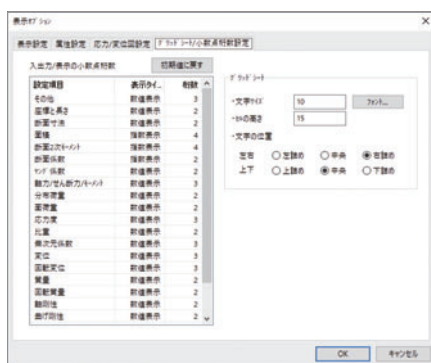 表示ｵﾌﾟｼｮﾝ
表示設定 属性設定 応力/変位図設定 ｸﾞﾘｯﾄﾞｼｰﾄ/小数点桁数設定
入出力/表示の小数点桁数 初期値に戻す
設定項目 表示タイ... 桁数
その他 数値表示 3
座標と長さ 数値表示 2
断面寸法 数値表示 2
面積 指数表示 4
断面2次ﾓｰﾒﾝﾄ 指数表示 4
断面係数 指数表示 2
ﾔﾝｸﾞ係数 数値表示 2
軸力/せん断力/ﾓｰﾒﾝﾄ 数値表示 3
分布荷重 数値表示 2
面荷重 数値表示 2
応力度 数値表示 3
比重 数値表示 2
無次元係数 数値表示 3
変位 数値表示 3
回転変位 数値表示 3
質量 数値表示 2
回転質量 数値表示 2
軸剛性 数値表示 2
曲げ剛性 数値表示 2
ｸﾞﾘｯﾄﾞｼｰﾄ
･文字ｻｲｽﾞ 10 ﾌｫﾝﾄ...
･ｾﾙの高さ 15
･文字の位置
左右 左詰め 中央 右詰め
上下 上詰め 中央 下詰め
OK キャンセル